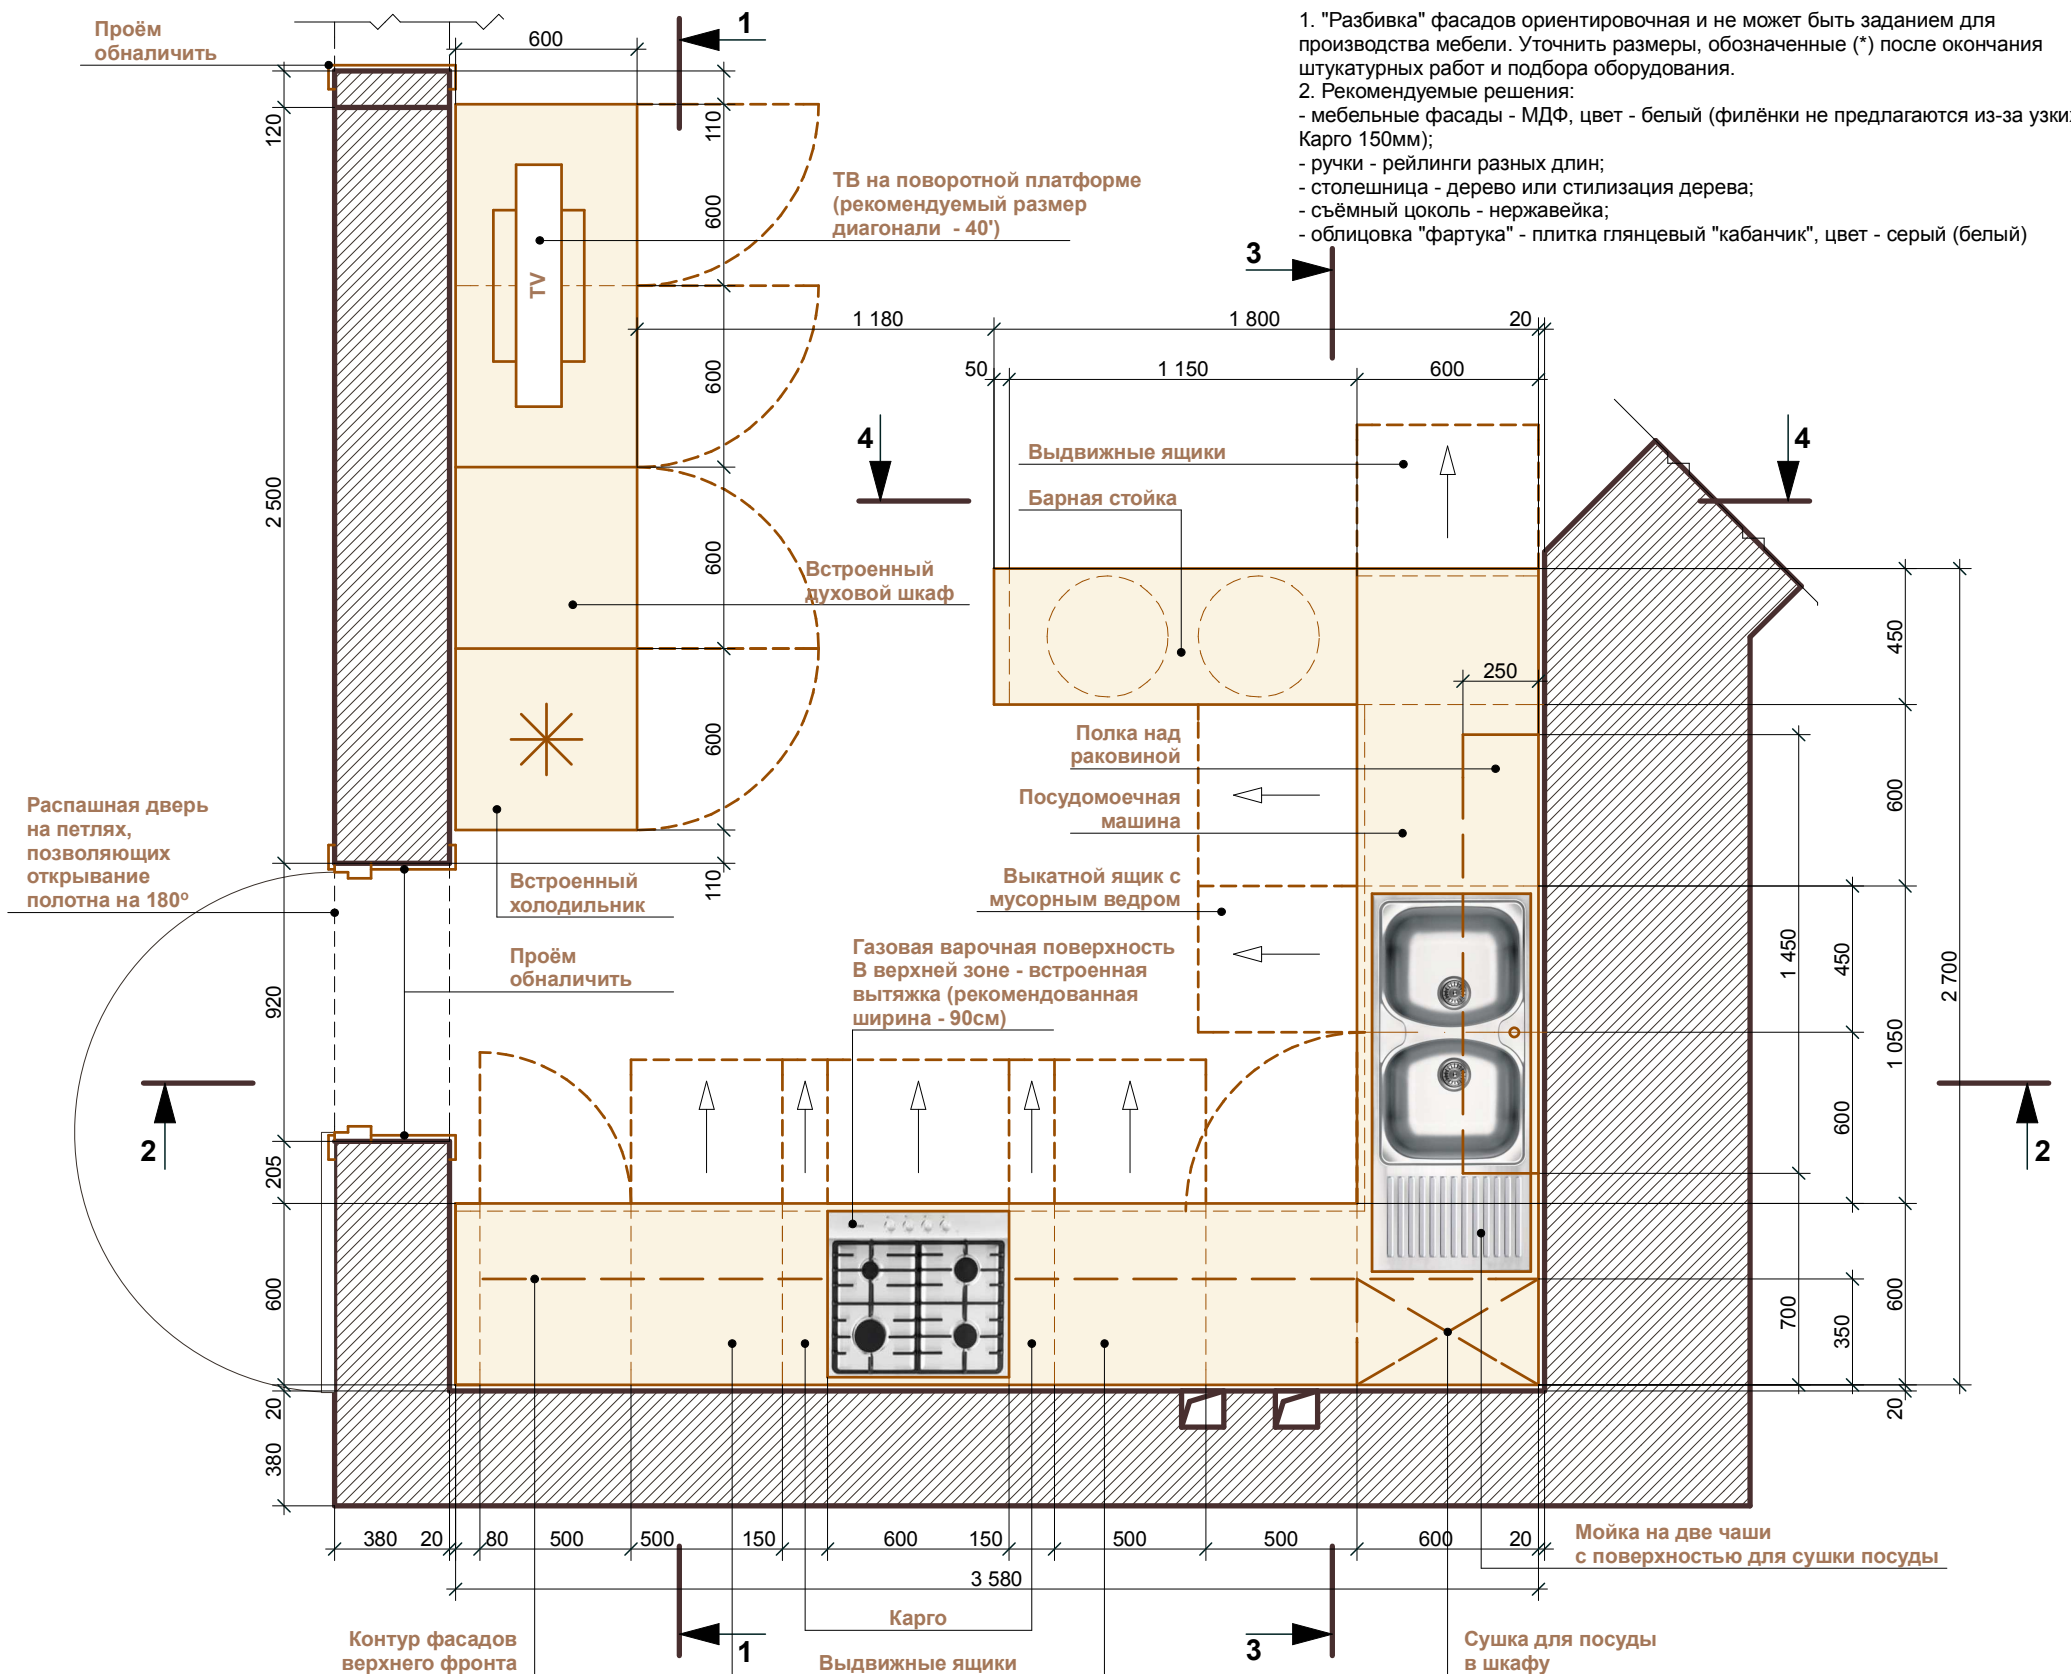 1. "Разбивка" фасадов ориентировочная и не может быть заданием для
производства мебели. Уточнить размеры, обозначенные (*) после окончания
штукатурных работ и подбора оборудования.
2. Рекомендуемые решения:
- мебельные фасады - МДФ, цвет - белый (филёнки не предлагаются из-за узких
Карго 150мм);
- ручки - рейлинги разных длин;
- столешница - дерево или стилизация дерева;
- съёмный цоколь - нержавейка;
- облицовка "фартука" - плитка глянцевый "кабанчик", цвет - серый (белый)
Проём
обналичить
600
1
120
110
ТВ на поворотной платформе
(рекомендуемый размер
диагонали - 40')
600
TV
3
1 180
1 800
20
600
50
1 150
600
4
4
Выдвижные ящики
Барная стойка
2 500
600
Встроенный
духовой шкаф
450
250
600
Полка над
раковиной
Посудомоечная
машина
600
Распашная дверь
на петлях,
позволяющих
открывание
полотна на 180º
110
Встроенный
холодильник
Выкатной ящик с
мусорным ведром
Проём
обналичить
Газовая варочная поверхность
В верхней зоне - встроенная
вытяжка (рекомендованная
ширина - 90см)
1 450
450
2 700
920
1 050
600
2
2
205
600
700
350
600
20
20
380
380
20
80
500
500
150
600
150
500
500
600
20
3 580
Мойка на две чаши
с поверхностью для сушки посуды
Карго
Контур фасадов
верхнего фронта
1
Выдвижные ящики
3
Сушка для посуды
в шкафу